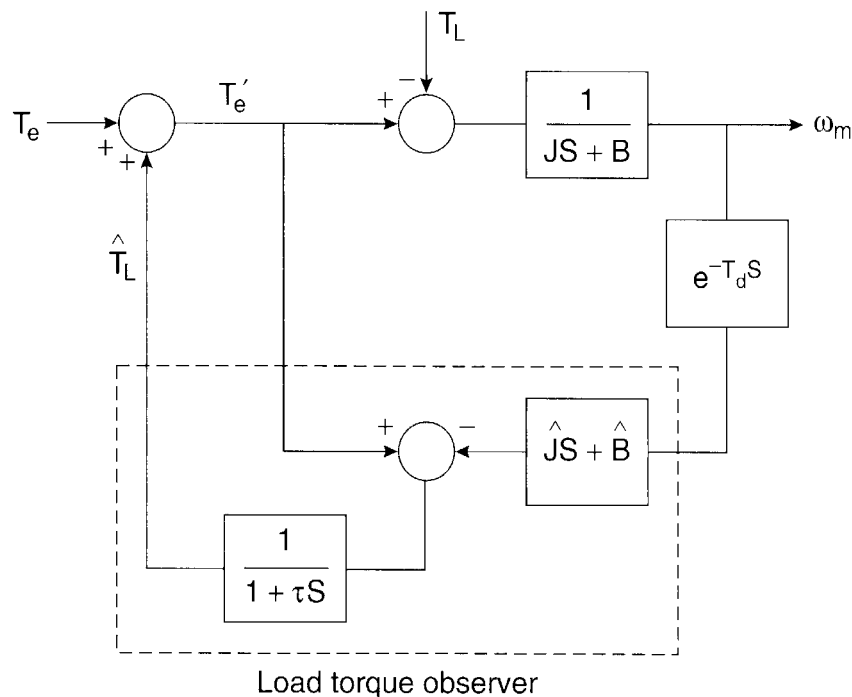 T_L
−
T_e′
+
1
JS + B
ω_m
T_e
+
+
T̂_L
e^{−T_d S}
+
−
ĴS + B̂
1
1 + τS
Load torque observer